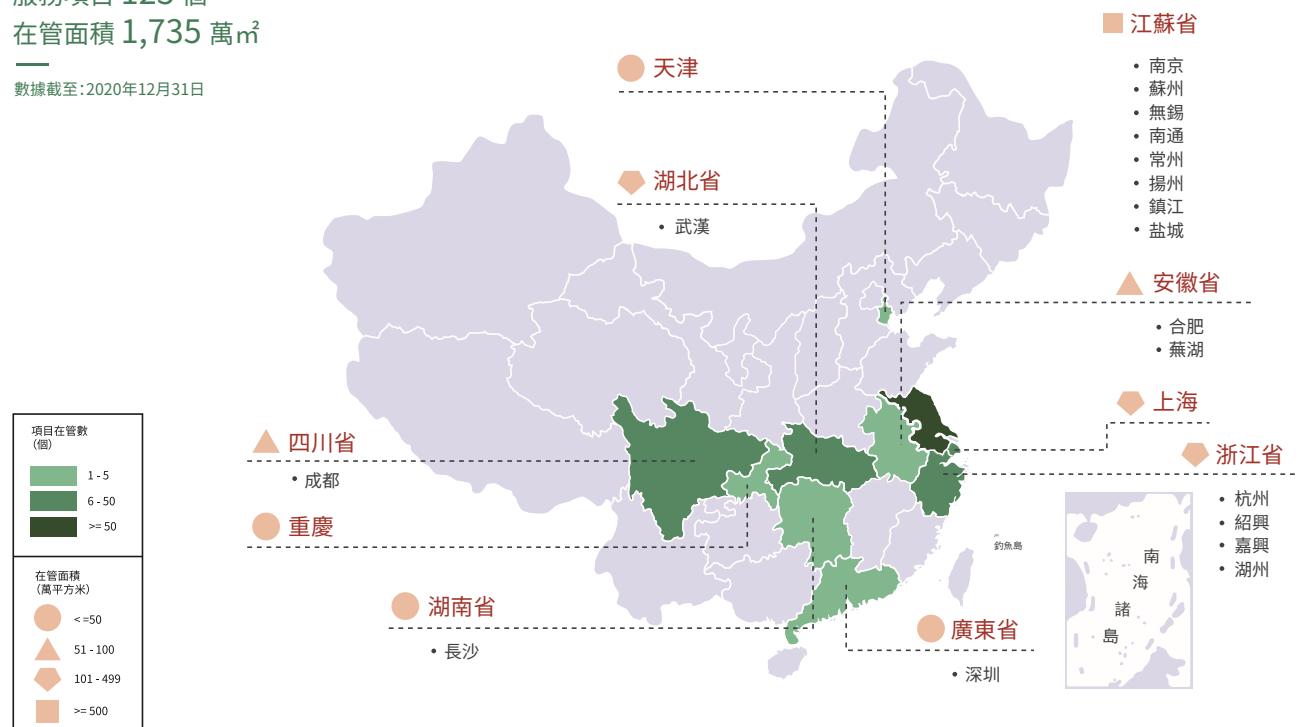 服務項目 123 個
在管面積 1,735 萬㎡
數據截至：2020年12月31日
天津
湖北省
• 武漢
江蘇省
• 南京
• 蘇州
• 無錫
• 南通
• 常州
• 揚州
• 鎮江
• 盐城
安徽省
• 合肥
• 蕪湖
上海
浙江省
• 杭州
• 紹興
• 嘉興
• 湖州
四川省
• 成都
重慶
湖南省
• 長沙
廣東省
• 深圳
釣魚島
南
海
諸
島
項目在管數
（個）
1 - 5
6 - 50
>= 50
在管面積
（萬平方米）
< =50
51 - 100
101 - 499
>= 500